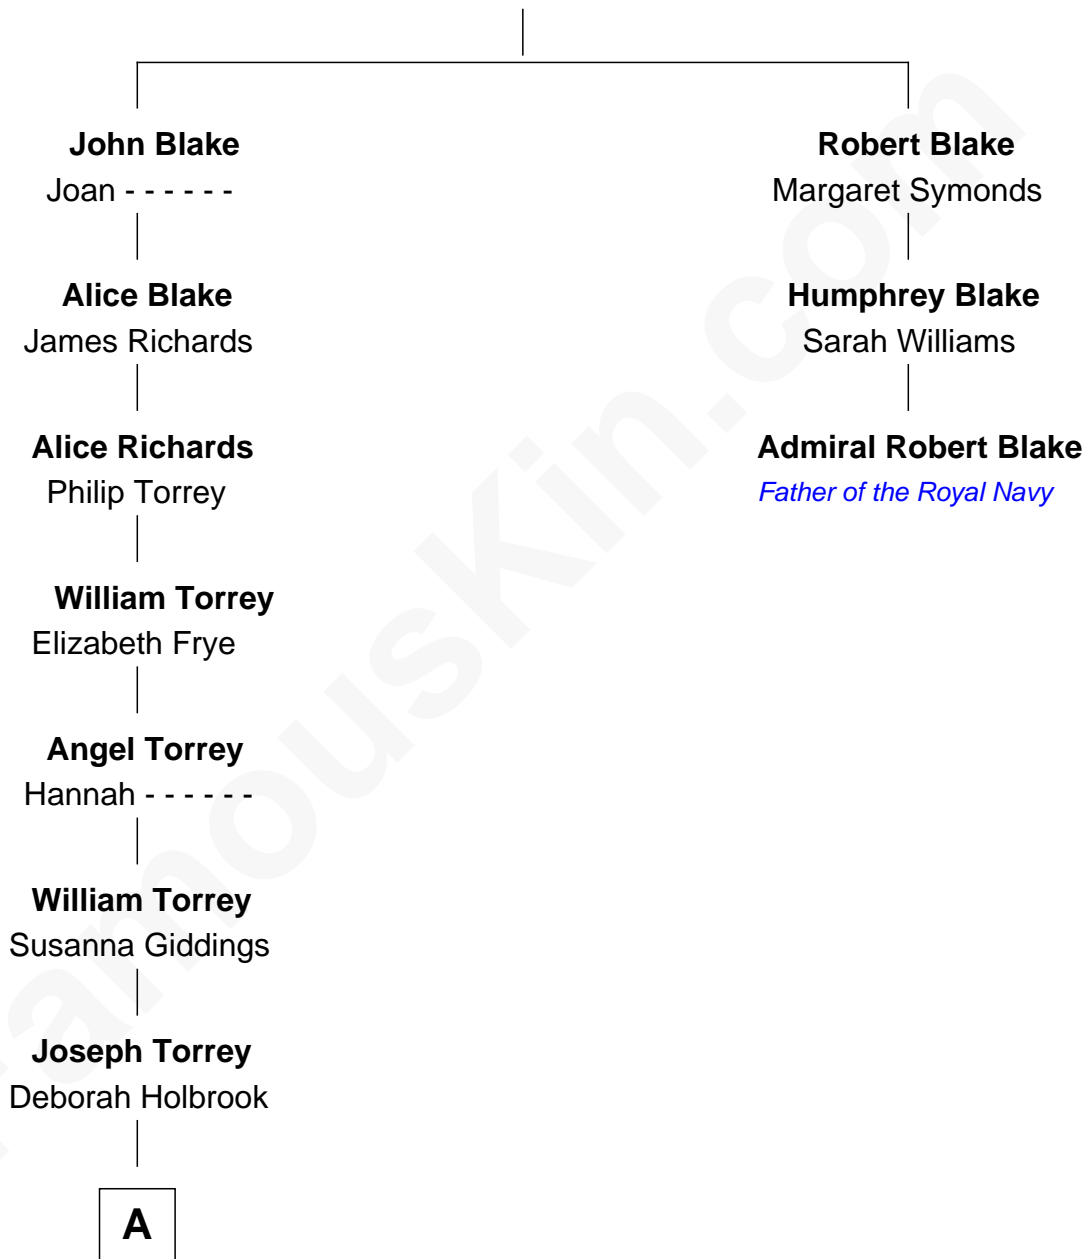 John Blake
Joan - - - - - -
Robert Blake
Margaret Symonds
Alice Blake
James Richards
Humphrey Blake
Sarah Williams
Alice Richards
Philip Torrey
Admiral Robert Blake
Father of the Royal Navy
William Torrey
Elizabeth Frye
Angel Torrey
Hannah - - - - - -
William Torrey
Susanna Giddings
Joseph Torrey
Deborah Holbrook
A
FamousKin.com